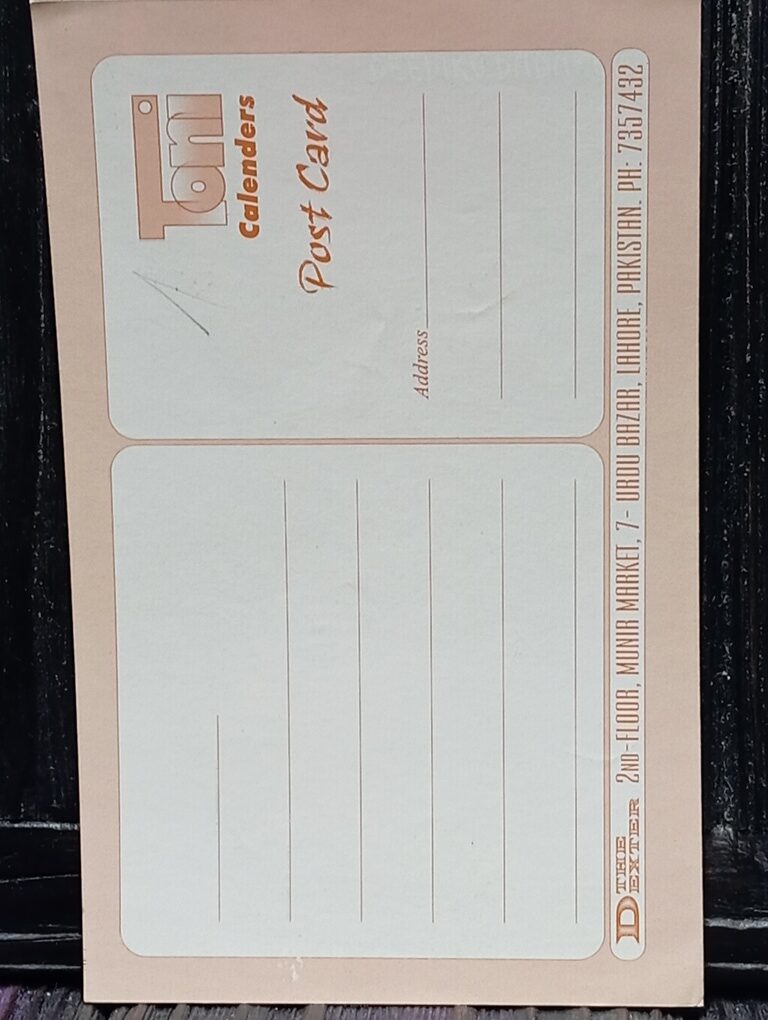 Toni
Calenders
Post Card
Address
THE
DEXTER 2ND-FLOOR, MUNIR MARKET, 7- URDU BAZAR, LAHORE, PAKISTAN. PH: 7357432